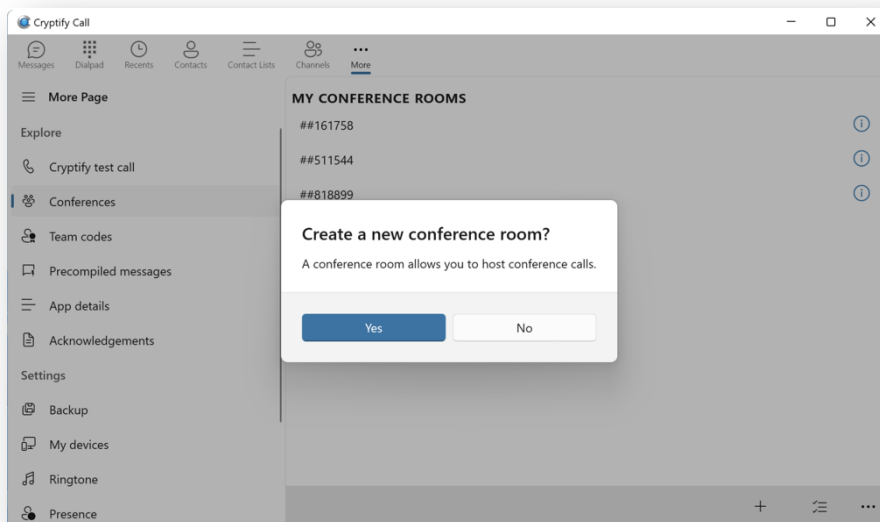 Cryptify Call
Messages Dialpad Recents Contacts Contact Lists Channels More
More Page
Explore
Cryptify test call
Conferences
Team codes
Precompiled messages
App details
Acknowledgements
Settings
Backup
My devices
Ringtone
Presence
MY CONFERENCE ROOMS
##161758
##511544
##818899
Create a new conference room?
A conference room allows you to host conference calls.
Yes No